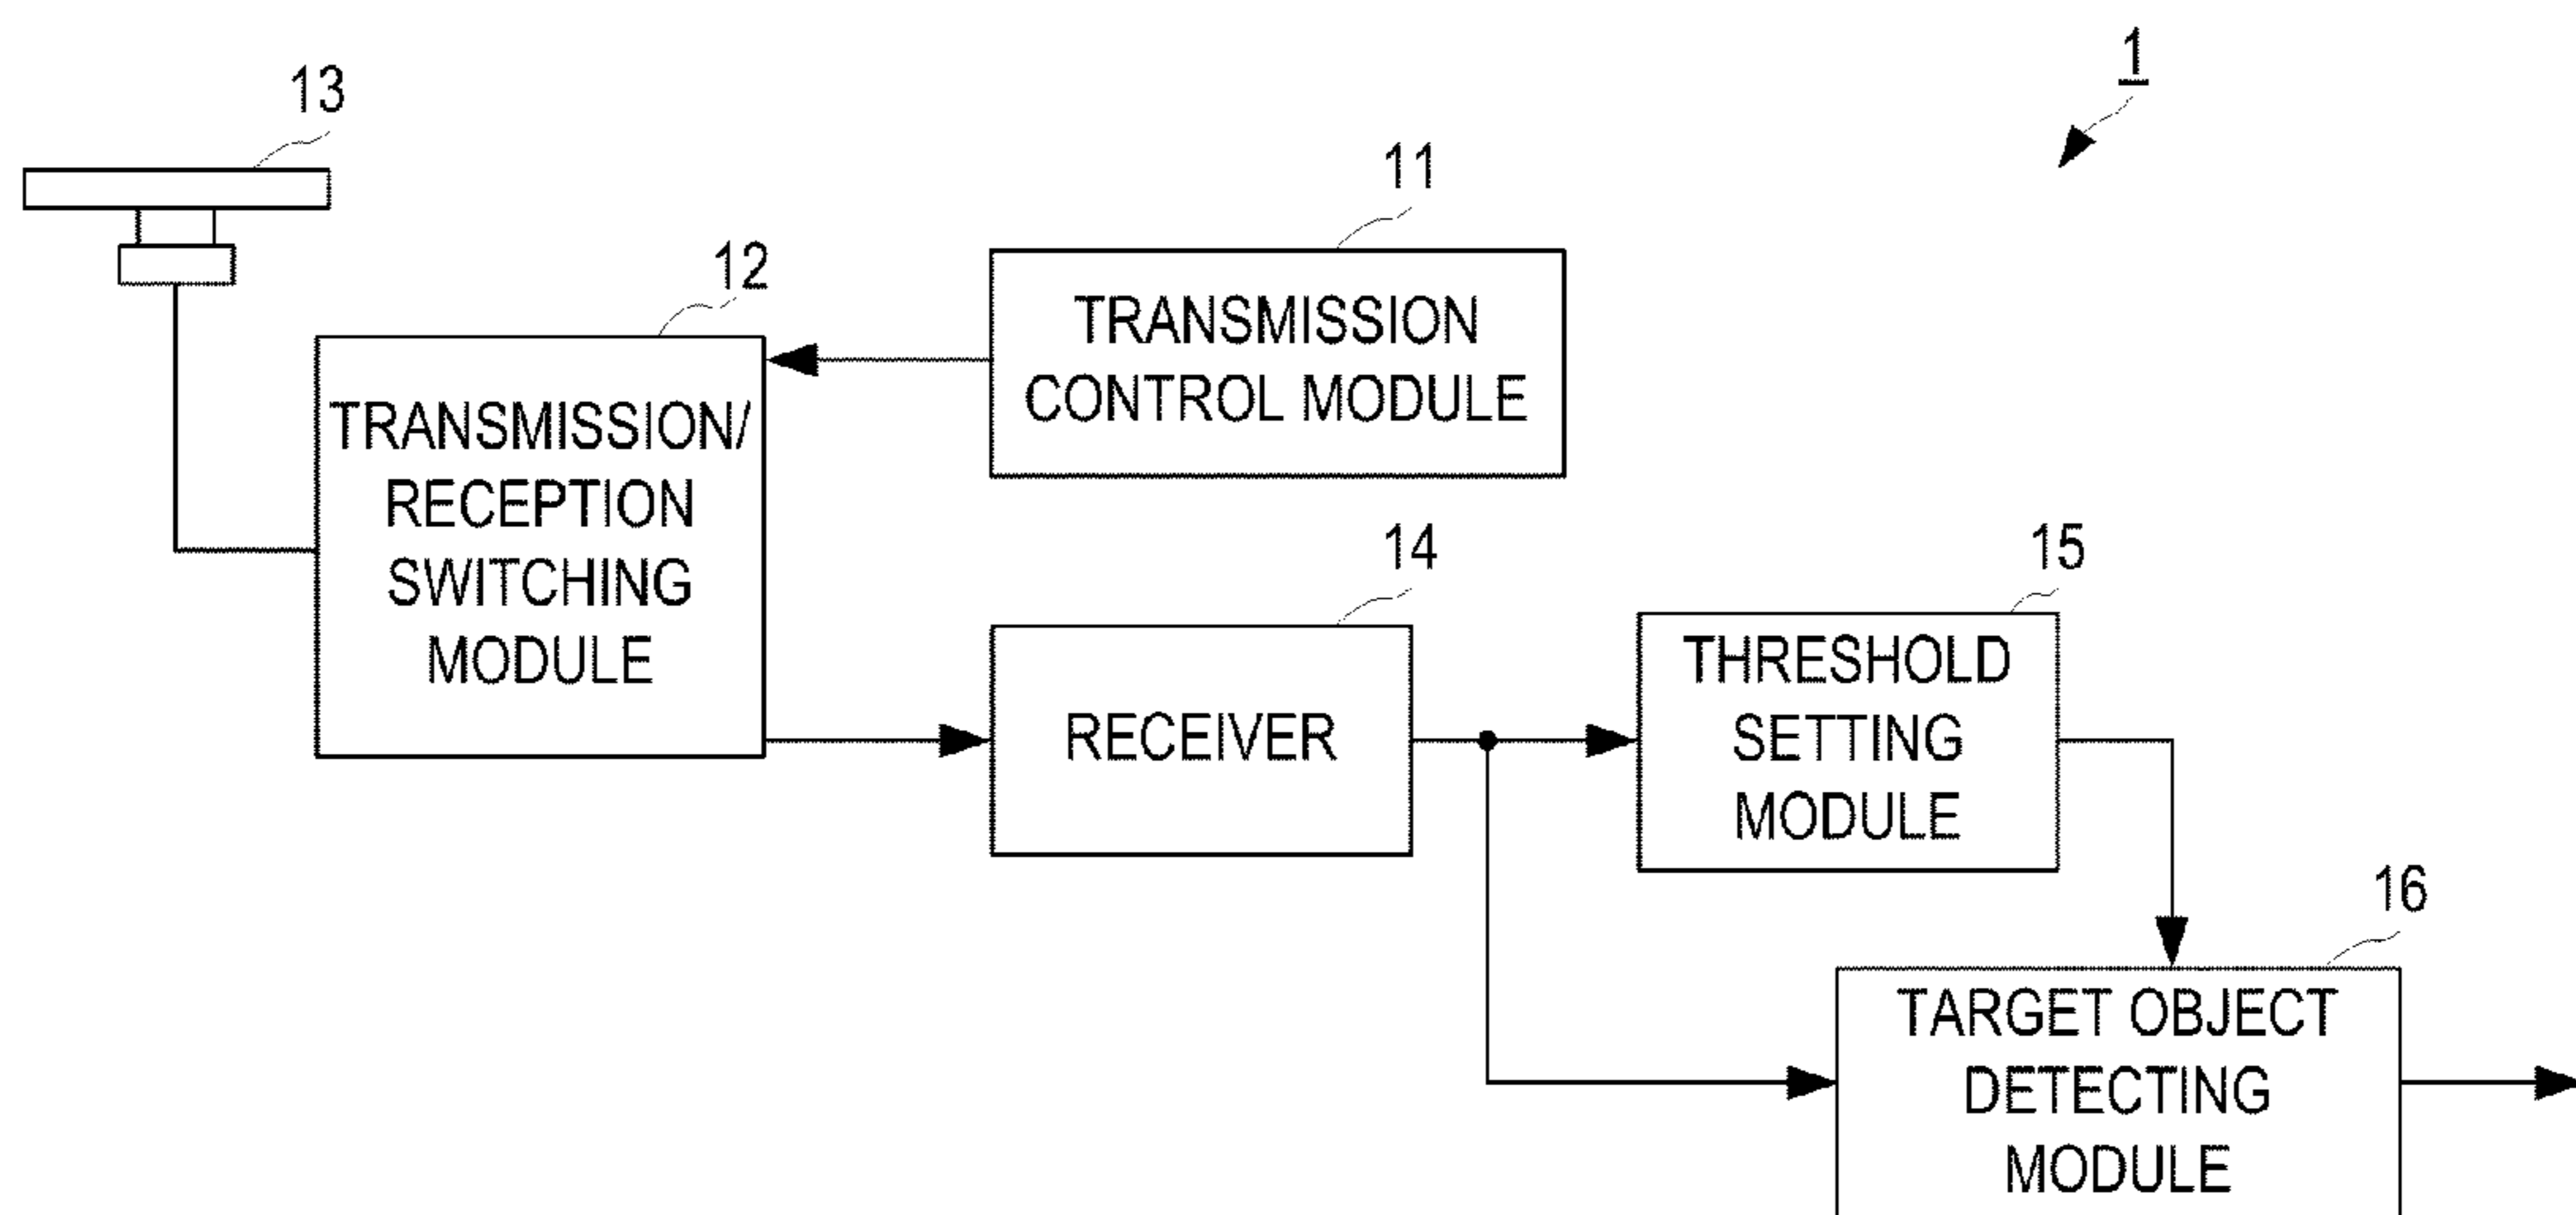 1
13
11
12
TRANSMISSION
CONTROL MODULE
TRANSMISSION/
RECEPTION
SWITCHING
MODULE
14
15
RECEIVER
THRESHOLD
SETTING
MODULE
16
TARGET OBJECT
DETECTING
MODULE